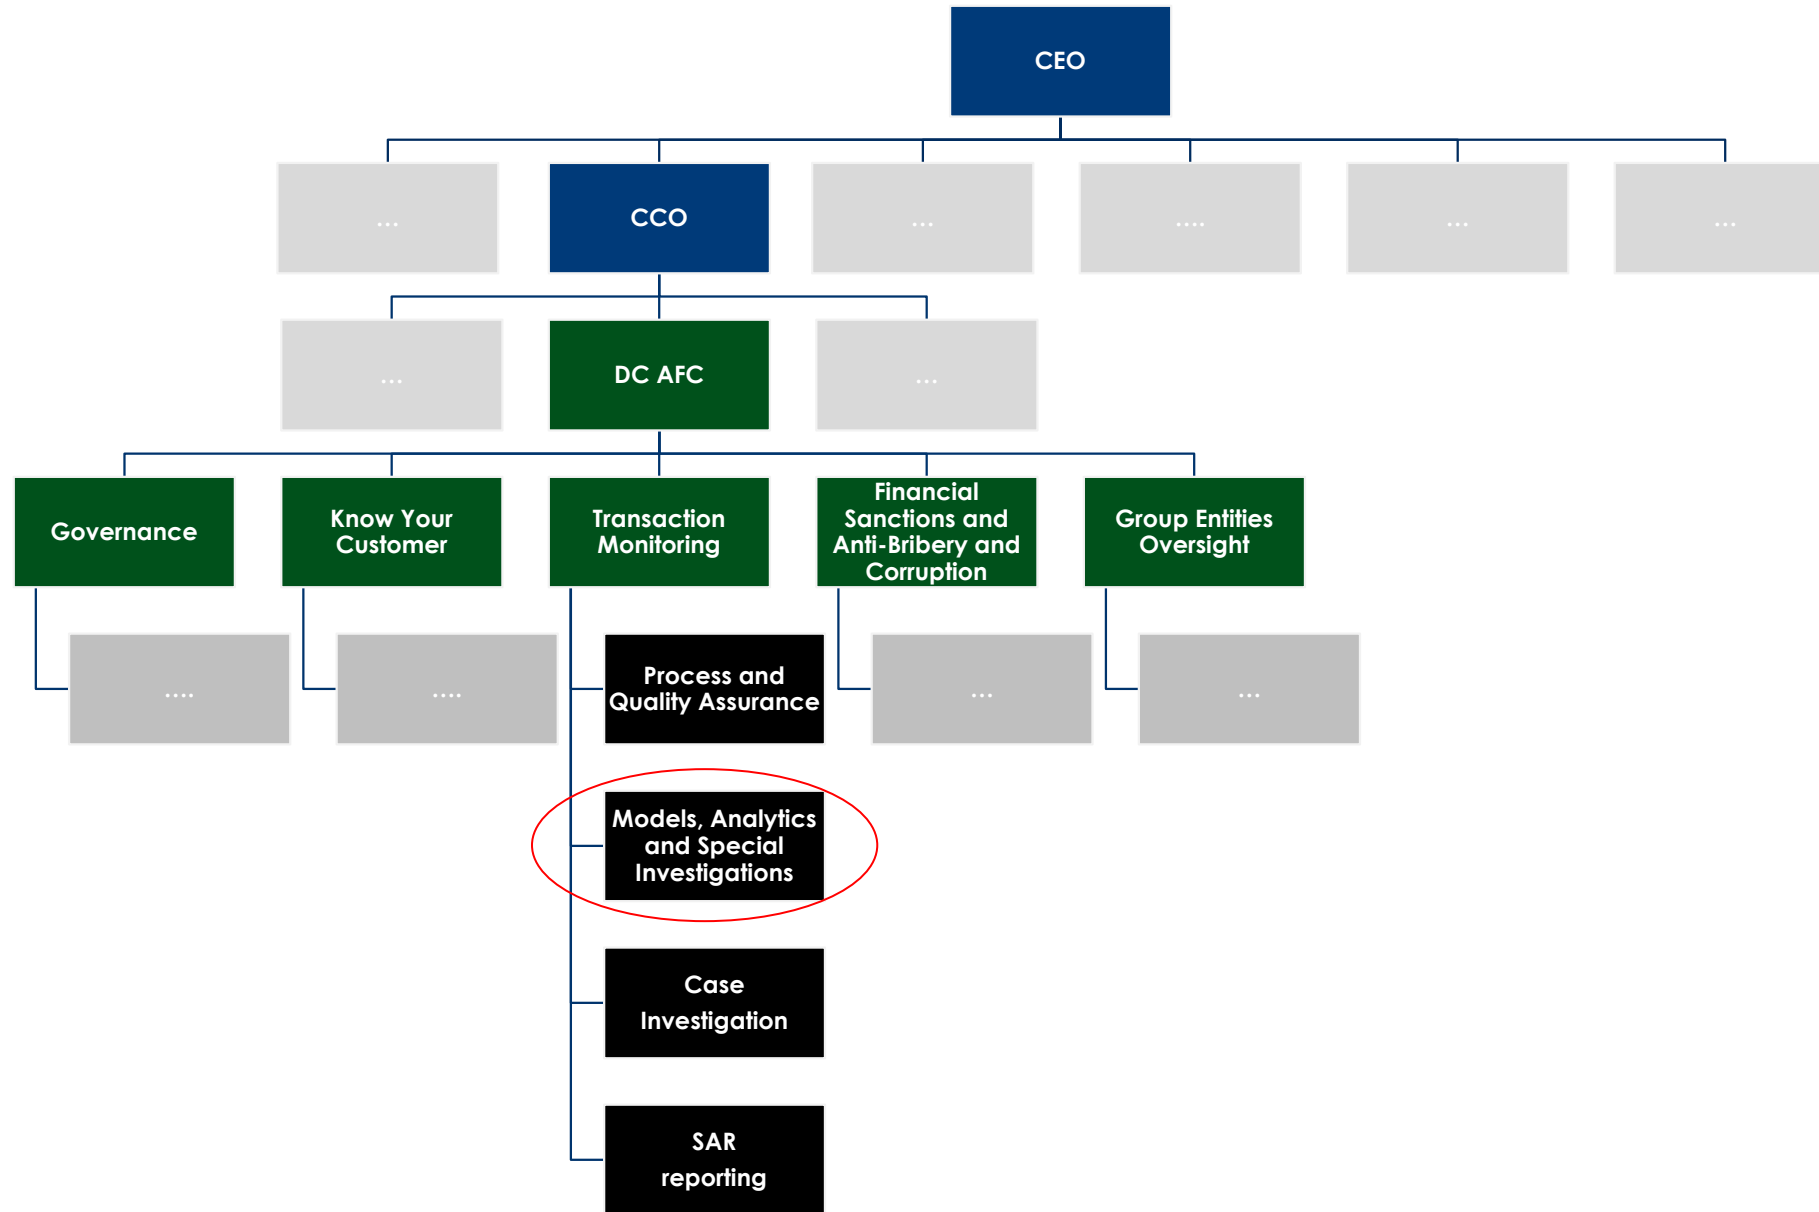 CEO
...
CCO
...
....
...
...
...
DC AFC
...
Governance
Know Your
Customer
Transaction
Monitoring
Financial
Sanctions and
Anti-Bribery and
Corruption
Group Entities
Oversight
....
....
Process and
Quality Assurance
...
...
Models, Analytics
and Special
Investigations
Case
Investigation
SAR
reporting